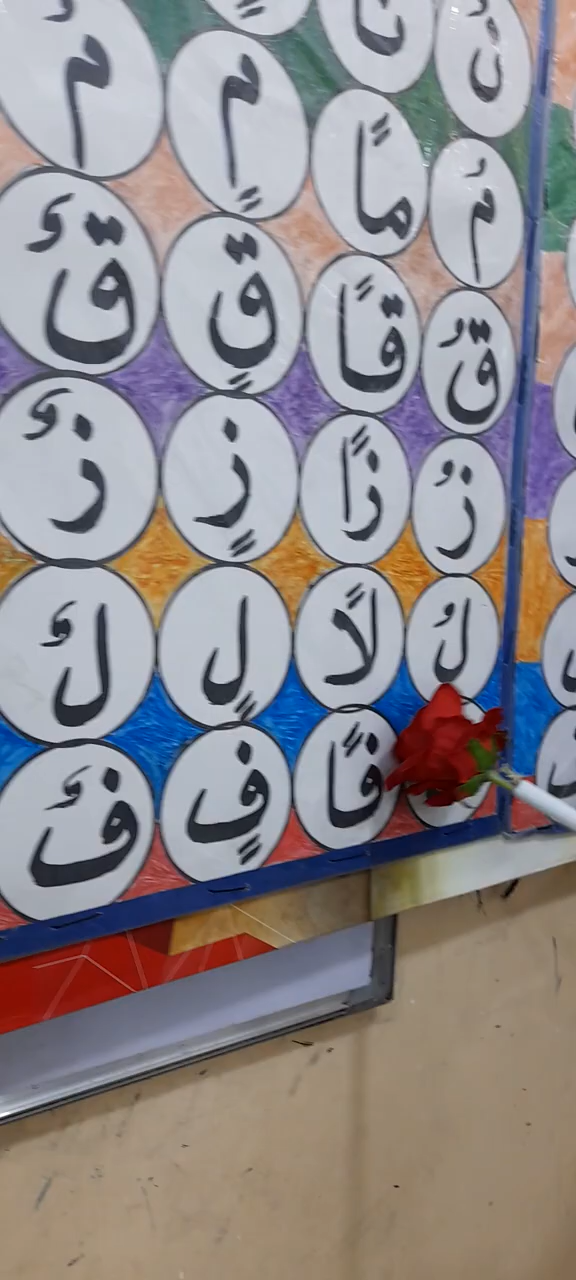 مُ مًا مٍ مٌ
قُ قًا قٍ قٌ
زُ زًا زٍ زٌ
لُ لًا لٍ لٌ
فًا فٍ فٌ